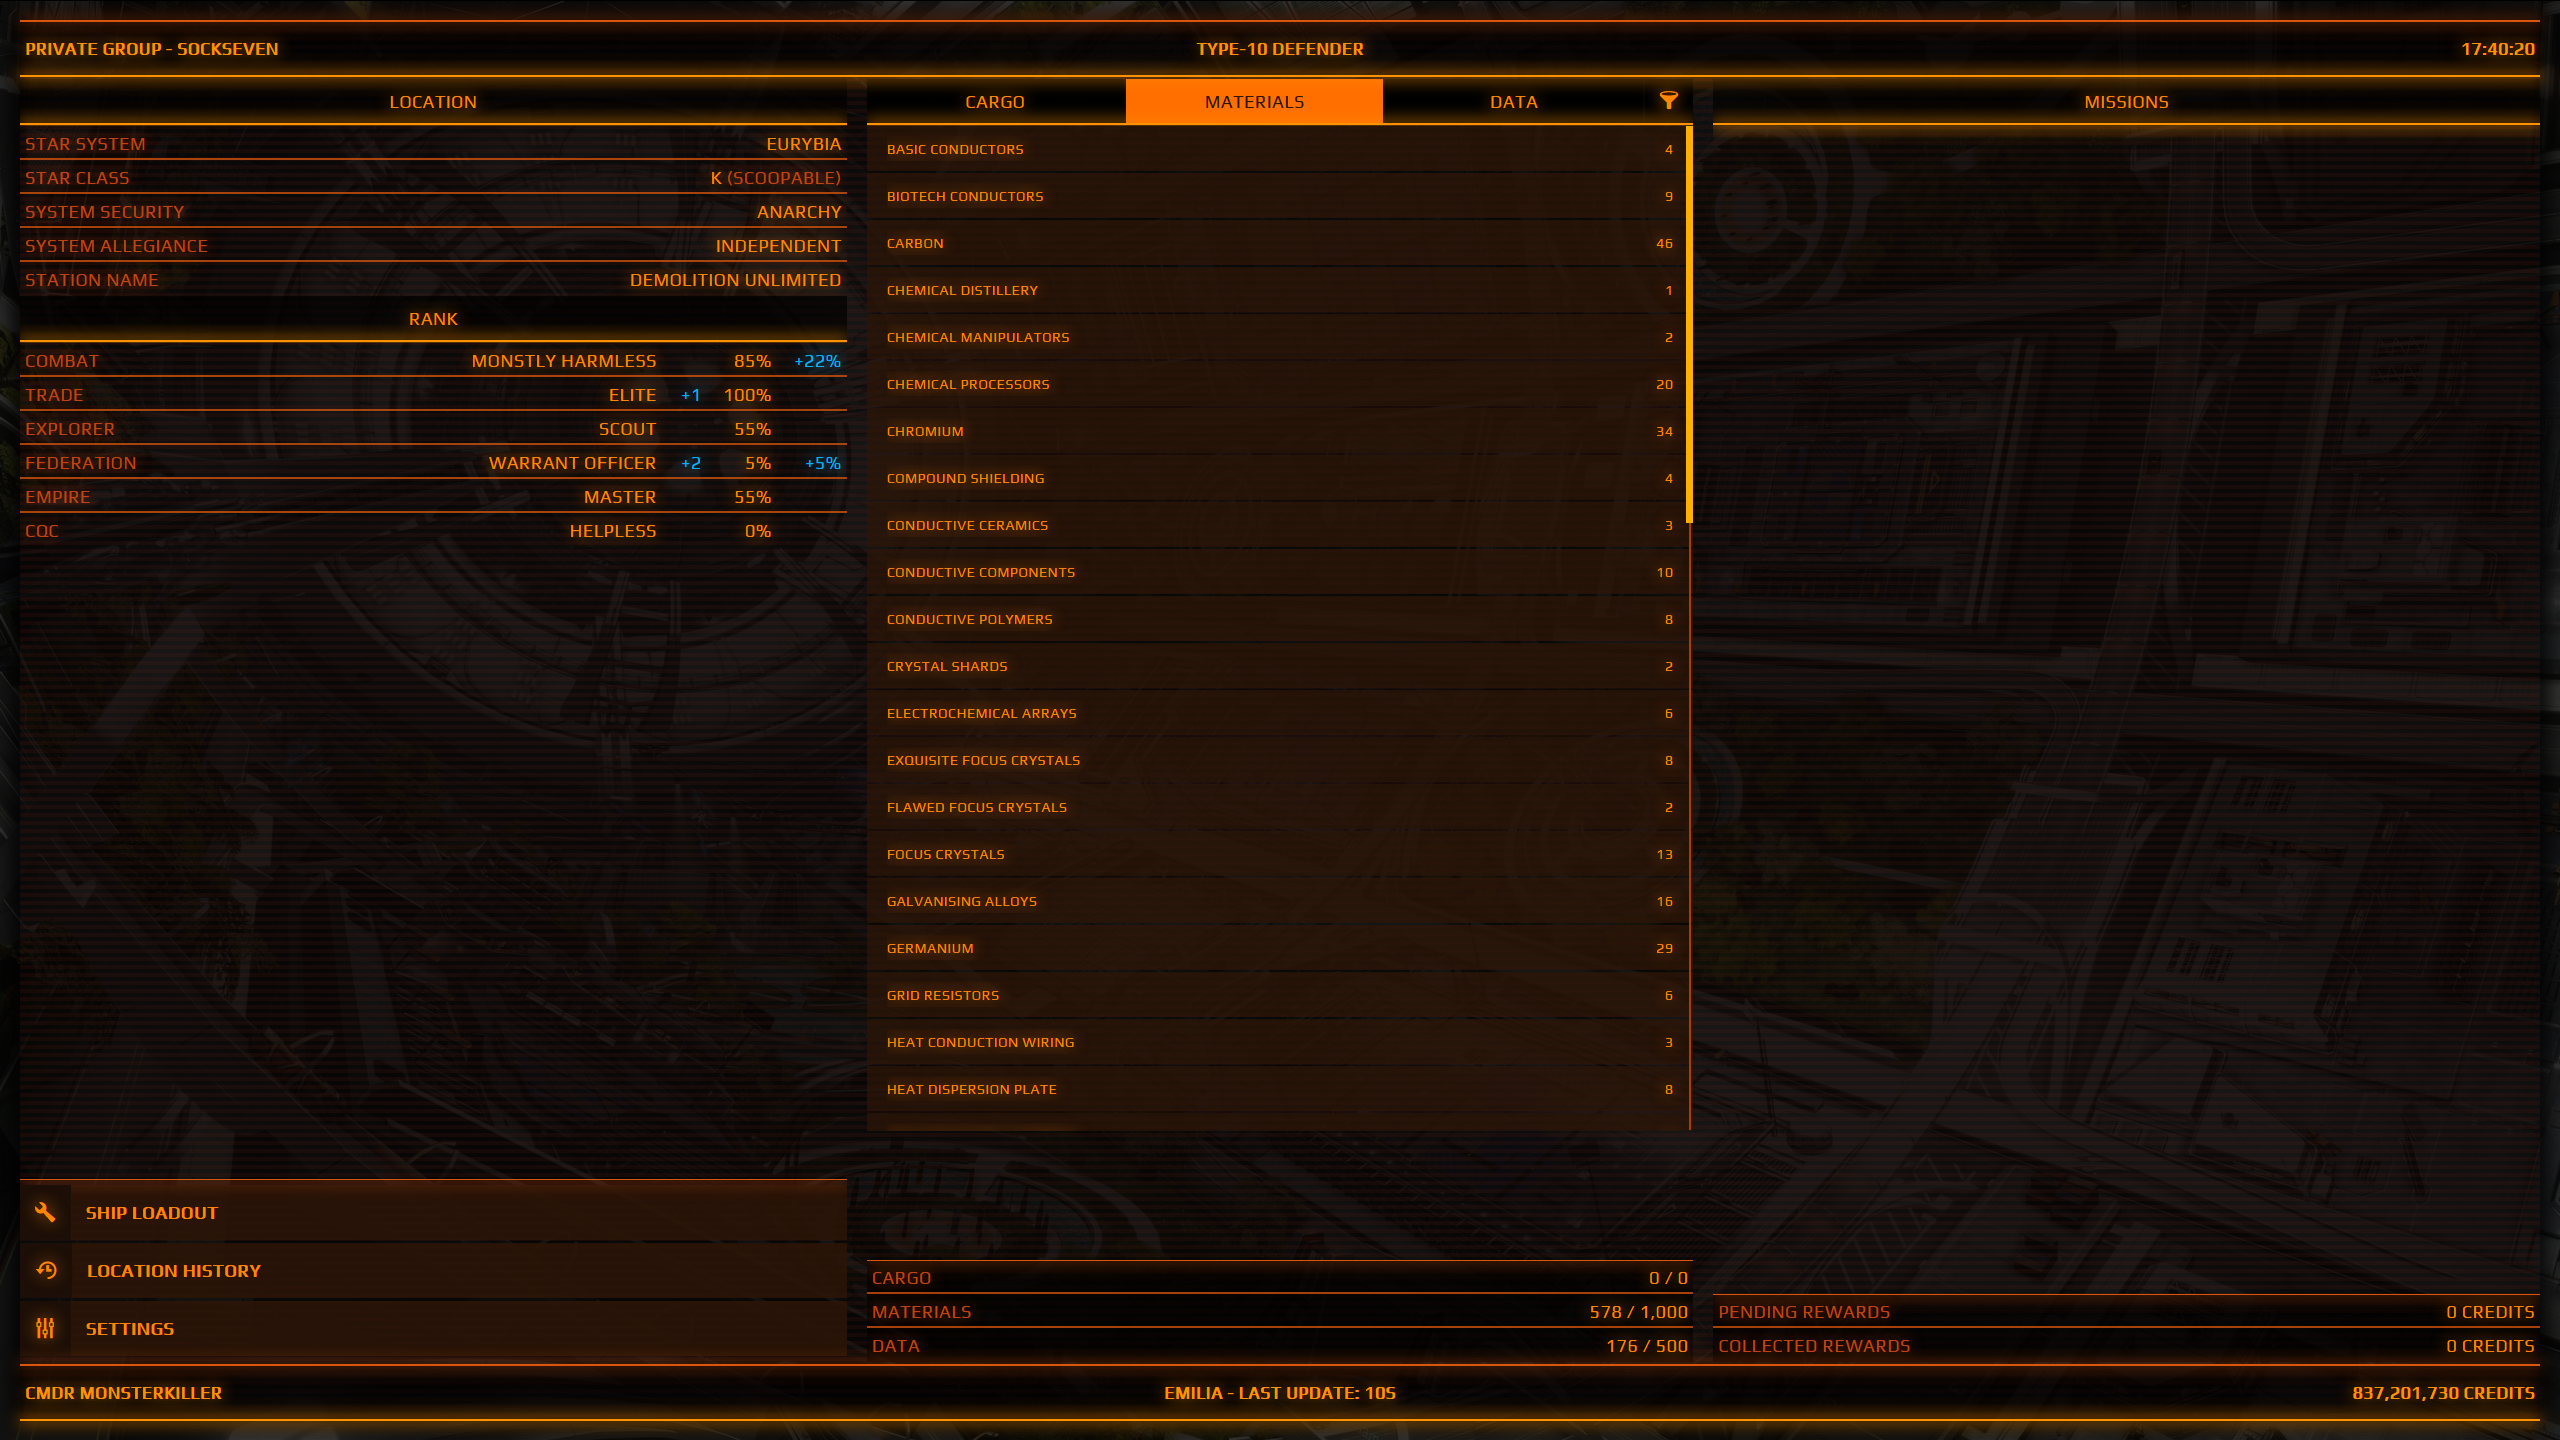 PRIVATE GROUP - SOCKSEVEN
TYPE-10 DEFENDER
17:40:20
LOCATION
STAR SYSTEM EURYBIA
STAR CLASS K (SCOOPABLE)
SYSTEM SECURITY ANARCHY
SYSTEM ALLEGIANCE INDEPENDENT
STATION NAME DEMOLITION UNLIMITED
RANK
COMBAT MONSTLY HARMLESS 85% +22%
TRADE ELITE +1 100%
EXPLORER SCOUT 55%
FEDERATION WARRANT OFFICER +2 5% +5%
EMPIRE MASTER 55%
CQC HELPLESS 0%
SHIP LOADOUT
LOCATION HISTORY
SETTINGS
CARGO MATERIALS DATA
BASIC CONDUCTORS 4
BIOTECH CONDUCTORS 9
CARBON 46
CHEMICAL DISTILLERY 1
CHEMICAL MANIPULATORS 2
CHEMICAL PROCESSORS 20
CHROMIUM 34
COMPOUND SHIELDING 4
CONDUCTIVE CERAMICS 3
CONDUCTIVE COMPONENTS 10
CONDUCTIVE POLYMERS 8
CRYSTAL SHARDS 2
ELECTROCHEMICAL ARRAYS 6
EXQUISITE FOCUS CRYSTALS 8
FLAWED FOCUS CRYSTALS 2
FOCUS CRYSTALS 13
GALVANISING ALLOYS 16
GERMANIUM 29
GRID RESISTORS 6
HEAT CONDUCTION WIRING 3
HEAT DISPERSION PLATE 8
CARGO 0 / 0
MATERIALS 578 / 1,000
DATA 176 / 500
MISSIONS
PENDING REWARDS 0 CREDITS
COLLECTED REWARDS 0 CREDITS
CMDR MONSTERKILLER
EMILIA - LAST UPDATE: 10S
837,201,730 CREDITS